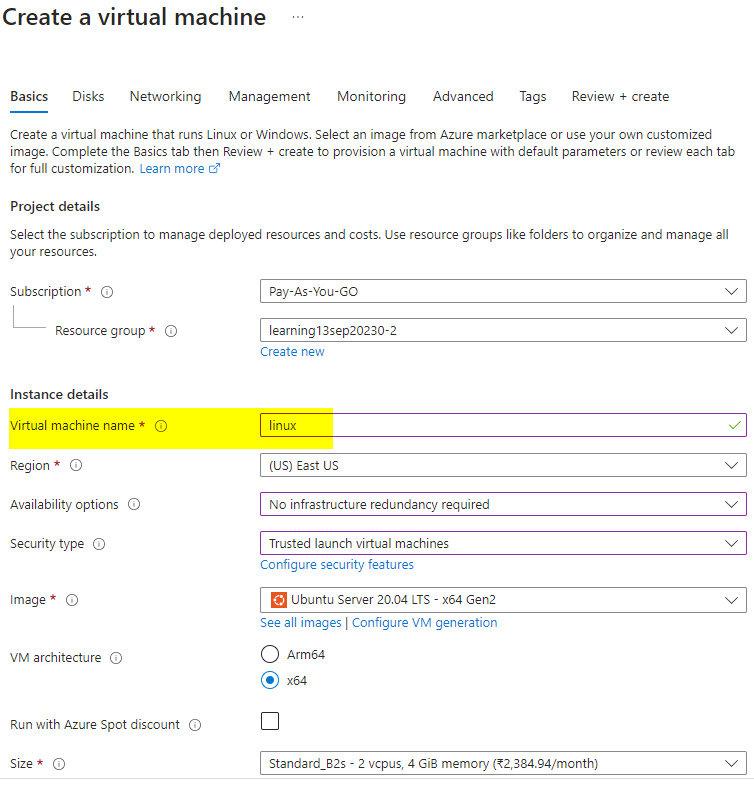 Create a virtual machine ...
Basics Disks Networking Management Monitoring Advanced Tags Review + create
Create a virtual machine that runs Linux or Windows. Select an image from Azure marketplace or use your own customized
image. Complete the Basics tab then Review + create to provision a virtual machine with default parameters or review each tab
for full customization. Learn more
Project details
Select the subscription to manage deployed resources and costs. Use resource groups like folders to organize and manage all
your resources.
Subscription * Pay-As-You-GO
Resource group * learning13sep20230-2
Create new
Instance details
Virtual machine name * linux
Region * (US) East US
Availability options No infrastructure redundancy required
Security type Trusted launch virtual machines
Configure security features
Image * Ubuntu Server 20.04 LTS - x64 Gen2
See all images | Configure VM generation
VM architecture Arm64
x64
Run with Azure Spot discount
Size * Standard_B2s - 2 vcpus, 4 GiB memory (₹2,384.94/month)